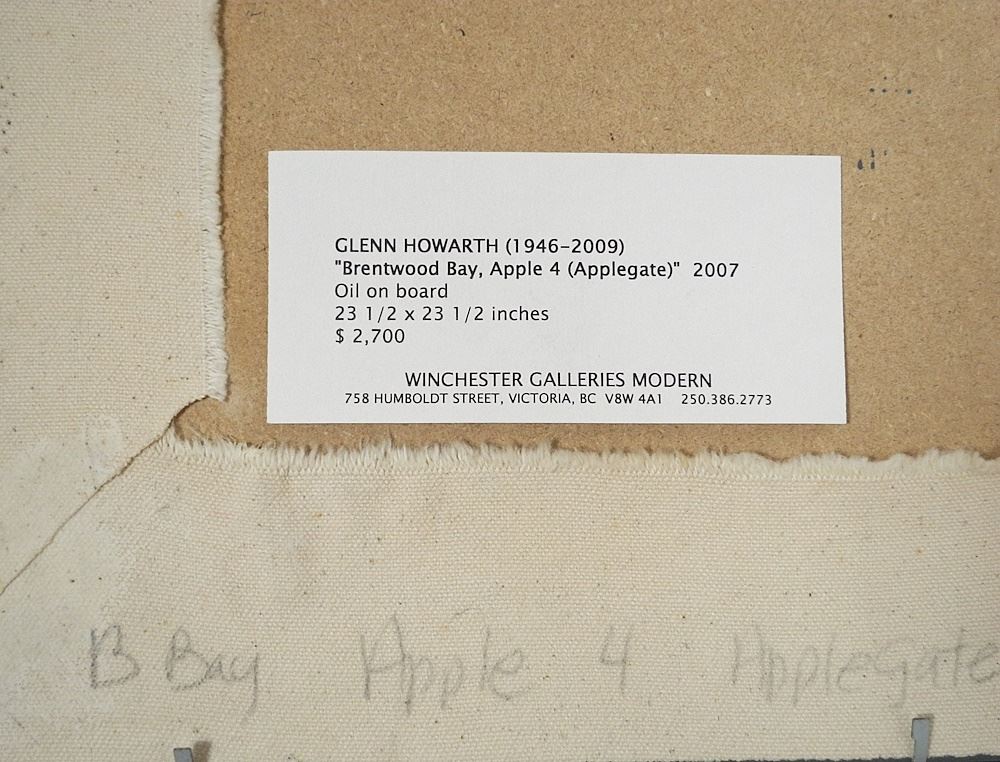 GLENN HOWARTH (1946-2009)
"Brentwood Bay, Apple 4 (Applegate)" 2007
Oil on board
23 1/2 x 23 1/2 inches
$ 2,700
WINCHESTER GALLERIES MODERN
758 HUMBOLDT STREET, VICTORIA, BC V8W 4A1 250.386.2773
B Bay Apple 4 Applegate